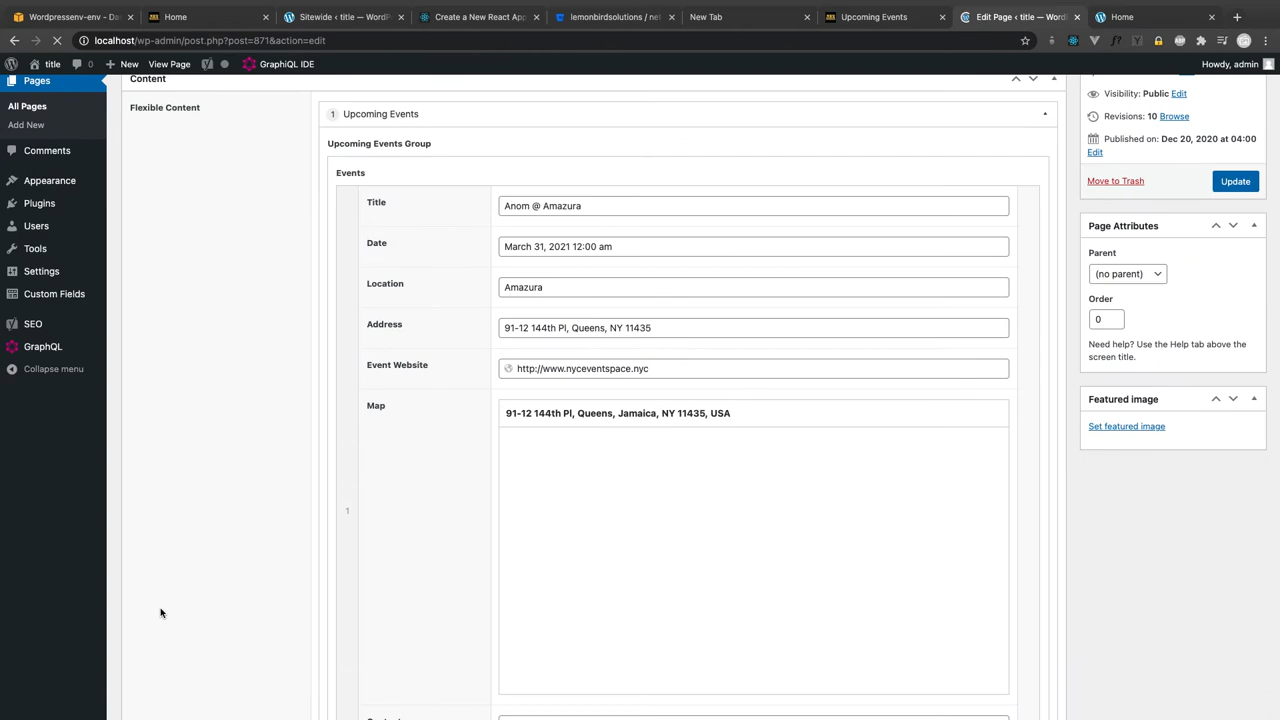 Wordpressenv-env - Da
Home
Sitewide ‹ title — WordP
Create a New React App
lemonbirdsolutions / net
New Tab
Upcoming Events
Edit Page ‹ title — WordP
Home
localhost/wp-admin/post.php?post=871&action=edit
title
0
New
View Page
GraphiQL IDE
Howdy, admin
Pages
All Pages
Add New
Comments
Appearance
Plugins
Users
Tools
Settings
Custom Fields
SEO
GraphQL
Collapse menu
Content
Flexible Content
1 Upcoming Events
Upcoming Events Group
Events
1
Title
Anom @ Amazura
Date
March 31, 2021 12:00 am
Location
Amazura
Address
91-12 144th Pl, Queens, NY 11435
Event Website
http://www.nyceventspace.nyc
Map
91-12 144th Pl, Queens, Jamaica, NY 11435, USA
Visibility: Public Edit
Revisions: 10 Browse
Published on: Dec 20, 2020 at 04:00
Edit
Move to Trash
Update
Page Attributes
Parent
(no parent)
Order
0
Need help? Use the Help tab above the
screen title.
Featured image
Set featured image